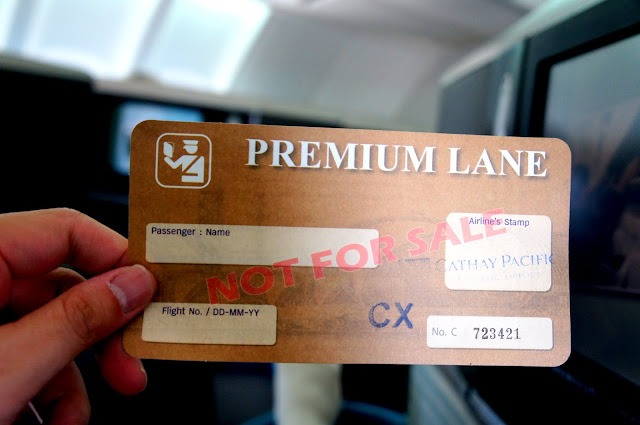 PREMIUM LANE
Passenger : Name
Airline's Stamp
NOT FOR SALE
CATHAY PACIFIC
Flight No. / DD-MM-YY
CX
No. C 723421